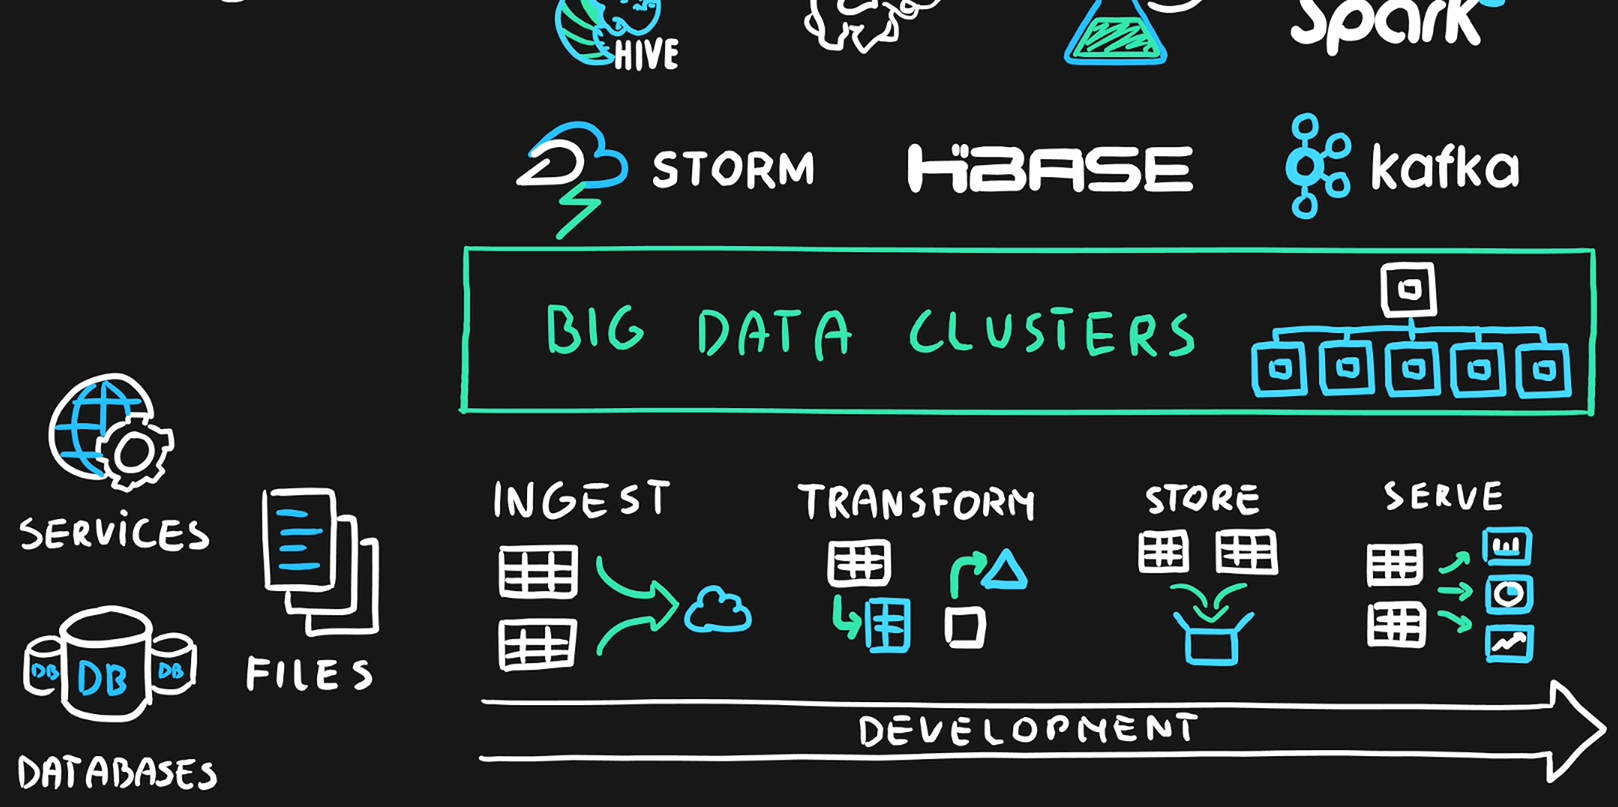 HIVE
Spark
STORM
HBASE
kafka
BIG DATA CLUSTERS
SERVICES
FILES
DB DB DB
DATABASES
INGEST
TRANSFORM
STORE
SERVE
DEVELOPMENT